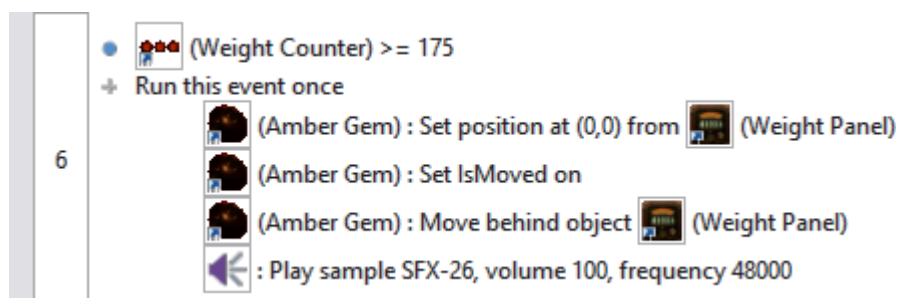 (Weight Counter) >= 175
Run this event once
(Amber Gem) : Set position at (0,0) from (Weight Panel)
6
(Amber Gem) : Set IsMoved on
(Amber Gem) : Move behind object (Weight Panel)
: Play sample SFX-26, volume 100, frequency 48000